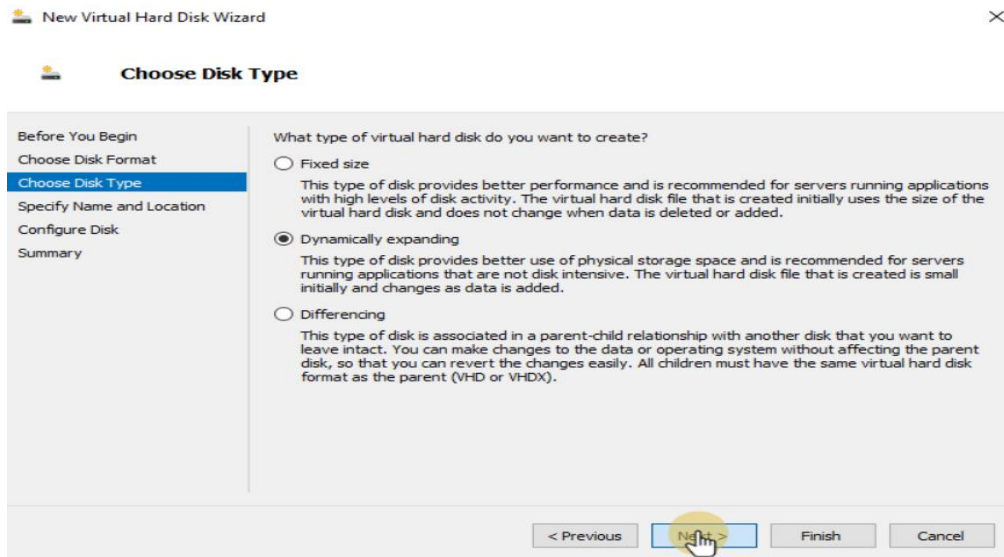 New Virtual Hard Disk Wizard
Choose Disk Type
Before You Begin
Choose Disk Format
Choose Disk Type
Specify Name and Location
Configure Disk
Summary
What type of virtual hard disk do you want to create?
Fixed size
This type of disk provides better performance and is recommended for servers running applications
with high levels of disk activity. The virtual hard disk file that is created initially uses the size of the
virtual hard disk and does not change when data is deleted or added.
Dynamically expanding
This type of disk provides better use of physical storage space and is recommended for servers
running applications that are not disk intensive. The virtual hard disk file that is created is small
initially and changes as data is added.
Differencing
This type of disk is associated in a parent-child relationship with another disk that you want to
leave intact. You can make changes to the data or operating system without affecting the parent
disk, so that you can revert the changes easily. All children must have the same virtual hard disk
format as the parent (VHD or VHDX).
< Previous
Next >
Finish
Cancel